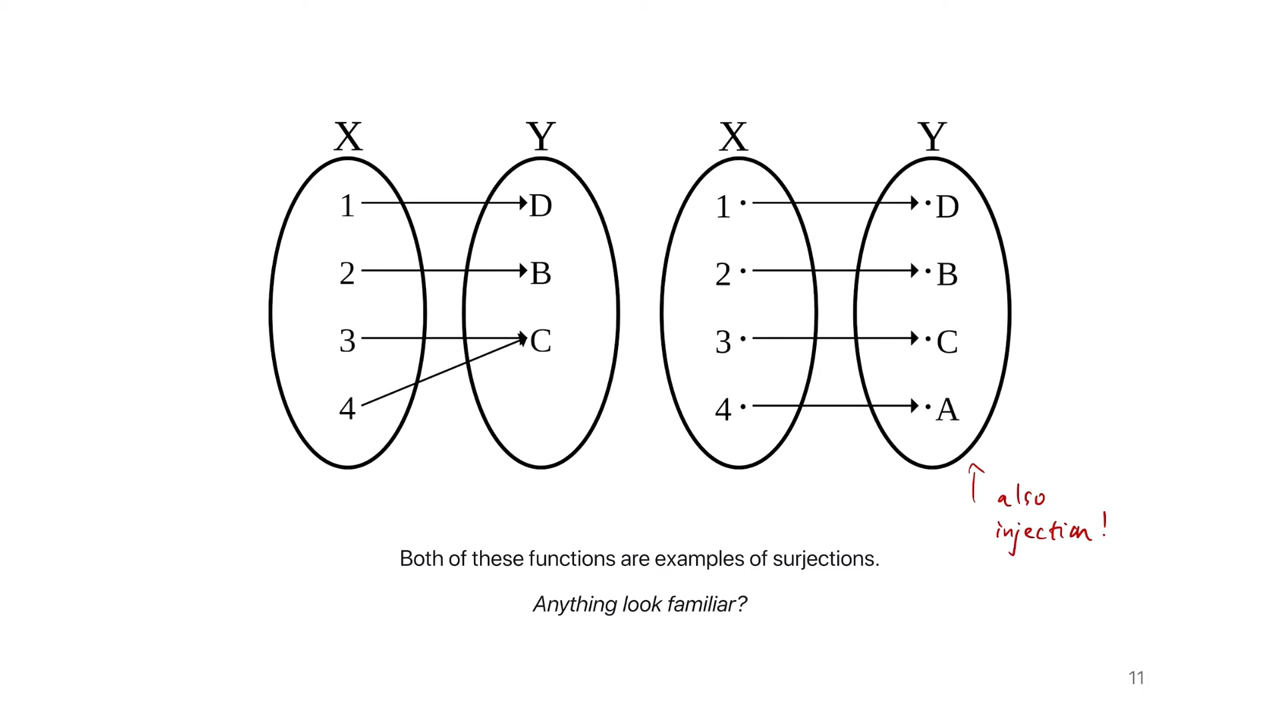 X Y X Y
1 D 1 D
2 B 2 B
3 C 3 C
4 4 A
also
injection!
Both of these functions are examples of surjections.
Anything look familiar?
11